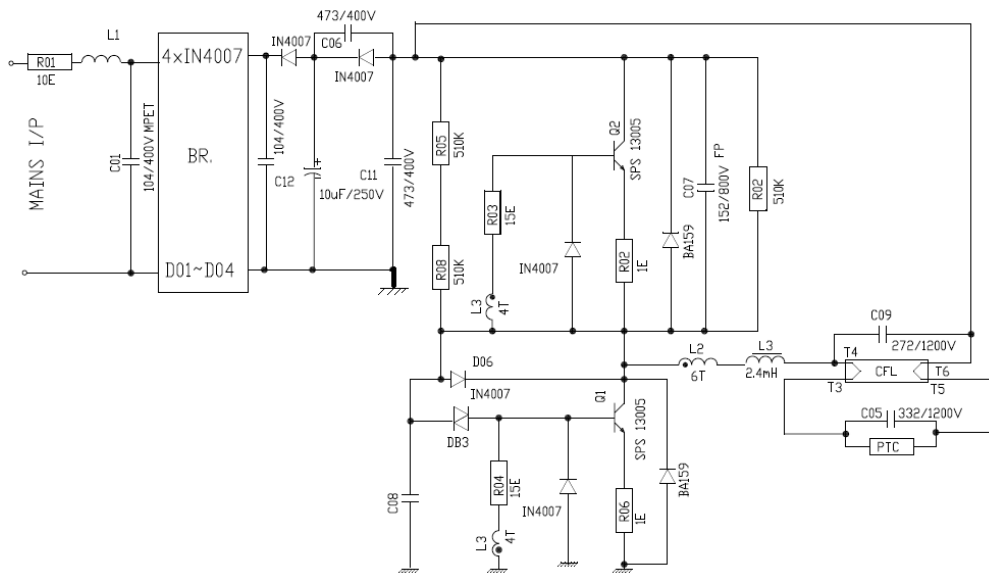 473/400V
L1
IN4007
C06
R01
10E
4xIN4007
IN4007
MAINS I/P
C01
104/400V MPET
BR.
D01~D04
104/400V
C12
+
10uF/250V
C11
473/400V
R05
510K
R08
510K
R03
15E
L3
4T
IN4007
Q2
SPS 13005
R02
1E
BA159
C07
152/800V FP
R02
510K
C09
272/1200V
L2
6T
L3
2.4mH
T4
T3
CFL
T6
T5
C05
332/1200V
PTC
D06
IN4007
DB3
C08
R04
15E
L3
4T
IN4007
Q1
SPS 13005
R06
1E
BA159